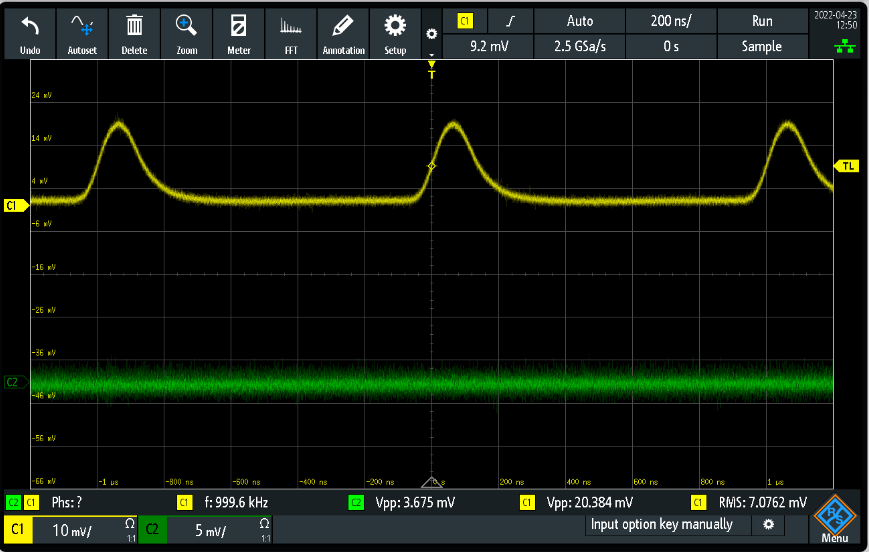 Undo
Autoset
Delete
Zoom
Meter
FFT
Annotation
Setup
C1
Auto
200 ns/
Run
2022-04-23
12:50
9.2 mV
2.5 GSa/s
0 s
Sample
T
24 mV
14 mV
TL
4 mV
C1
-6 mV
-16 mV
-26 mV
-36 mV
C2
-46 mV
-56 mV
-66 mV
-1 µs
-800 ns
-600 ns
-400 ns
-200 ns
0 s
200 ns
400 ns
600 ns
800 ns
1 µs
C2 C1 Phs: ?
C1 f: 999.6 kHz
C2 Vpp: 3.675 mV
C1 Vpp: 20.384 mV
C1 RMS: 7.0762 mV
C1 10 mV/ Ω 1:1
C2 5 mV/ Ω 1:1
Input option key manually
R&S
Menu